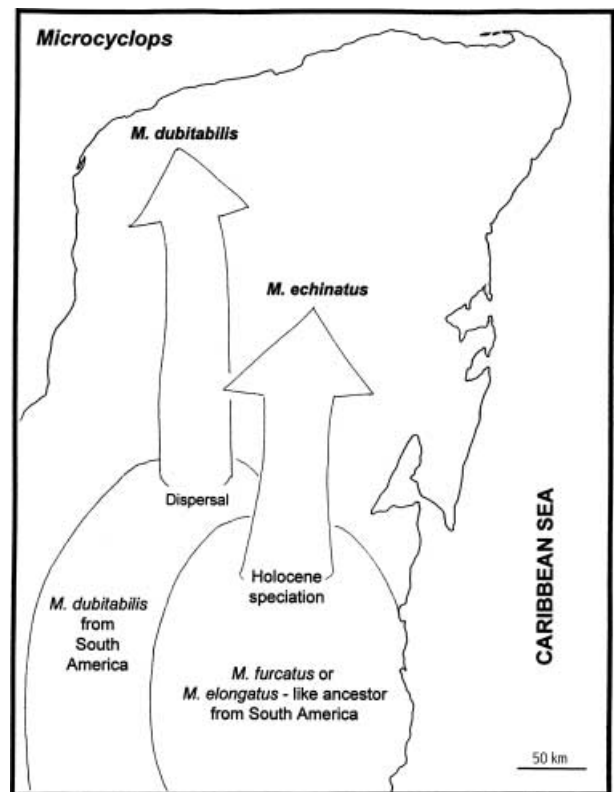 Microcyclops
M. dubitabilis
M. echinatus
Dispersal
Holocene
speciation
M. dubitabilis
from
South
America
M. furcatus or
M. elongatus - like ancestor
from South America
CARIBBEAN SEA
50 km